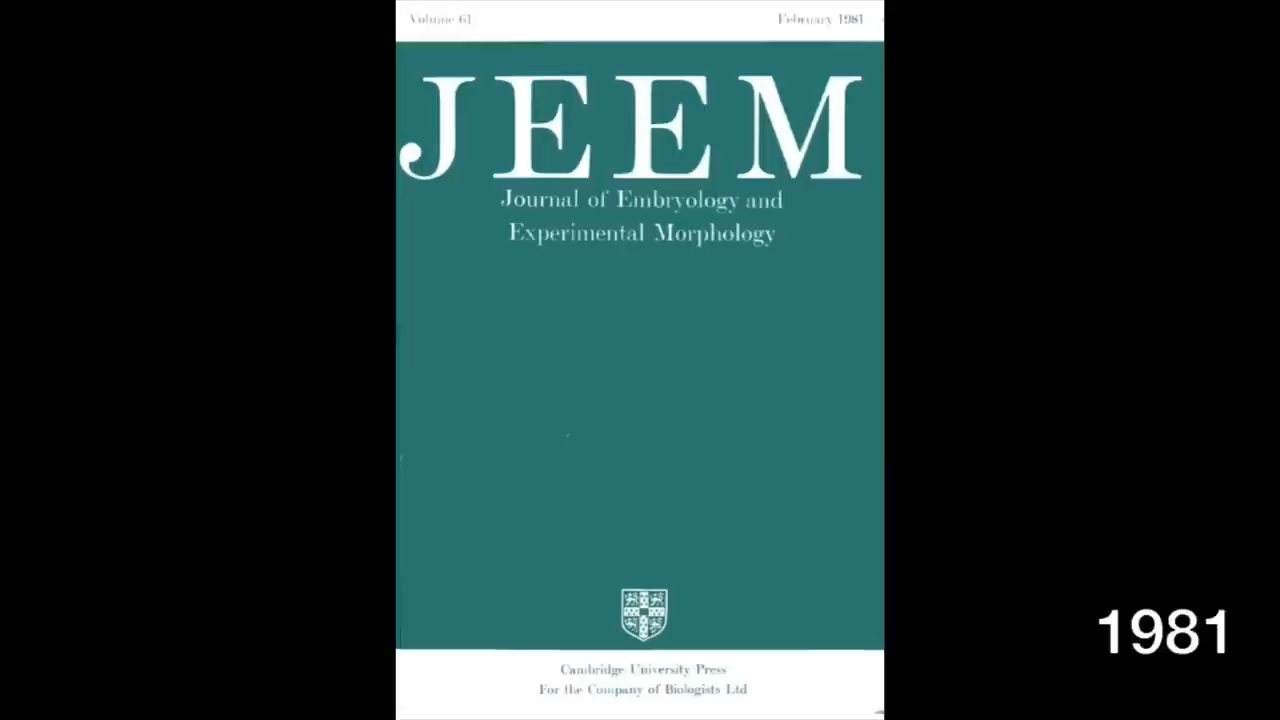 Volume 61
February 1981
JEEM
Journal of Embryology and
Experimental Morphology
Cambridge University Press
For the Company of Biologists Ltd
1981